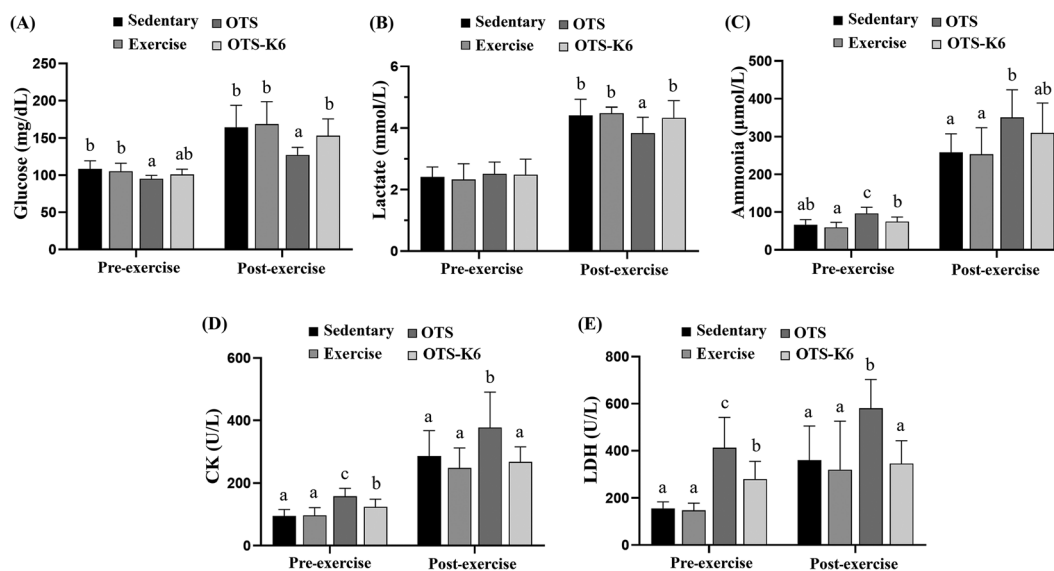 (A)
Sedentary OTS
Exercise OTS-K6
Glucose (mg/dL)
250
200
150
100
50
0
b b a ab
b b a b
Pre-exercise Post-exercise
(B)
Sedentary OTS
Exercise OTS-K6
Lactate (mmol/L)
6
4
2
0
b b a b
Pre-exercise Post-exercise
(C)
Sedentary OTS
Exercise OTS-K6
Ammonia (µmol/L)
500
400
300
200
100
0
ab a c b
a a b ab
Pre-exercise Post-exercise
(D)
Sedentary OTS
Exercise OTS-K6
CK (U/L)
600
400
200
0
a a c b
a a b a
Pre-exercise Post-exercise
(E)
Sedentary OTS
Exercise OTS-K6
LDH (U/L)
800
600
400
200
0
a a c b
a a b a
Pre-exercise Post-exercise